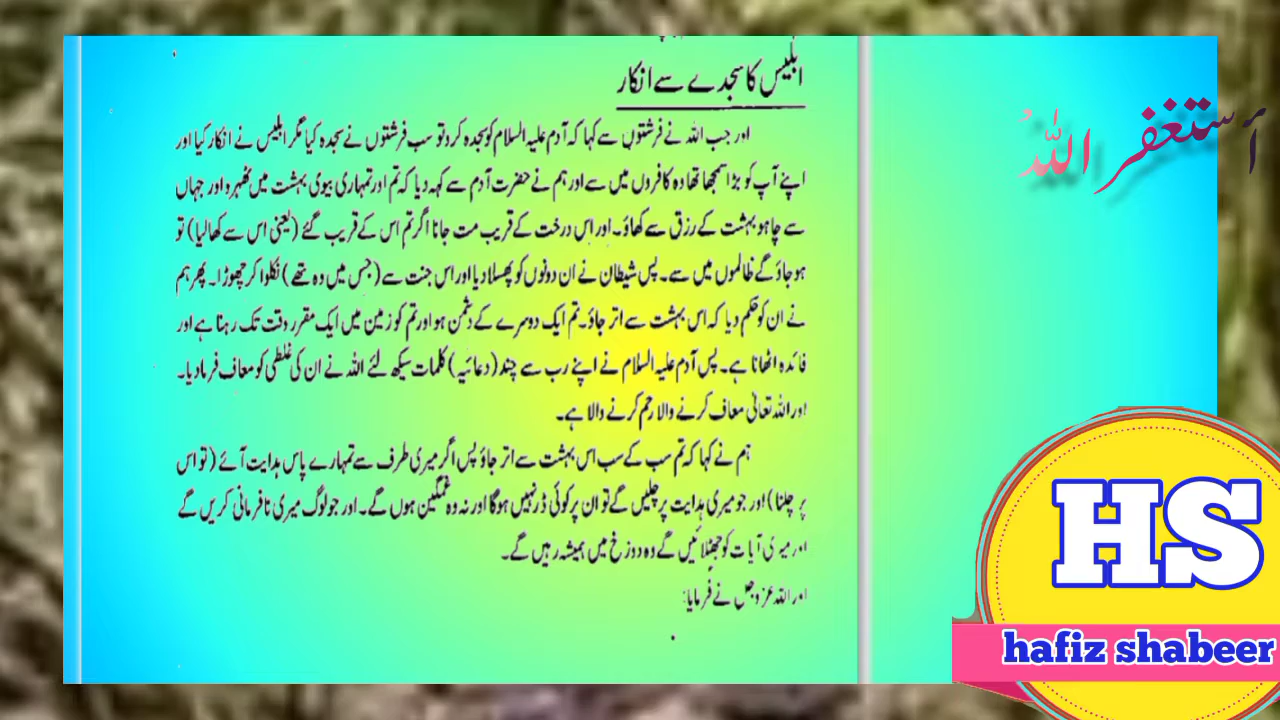 ابلیس کا سجدے سے انکار
اور جب اللہ نے فرشتوں سے کہا کہ آدم علیہ السلام کو سجدہ کرو تو سب فرشتوں نے سجدہ کیا مگر ابلیس نے انکار کیا اور
اپنے آپ کو بڑا سمجھا تھا وہ کافروں میں سے اور ہم نے حضرت آدم سے کہہ دیا کہ تم اور تمہاری بیوی بہشت میں ٹھہرو اور جہاں
سے چاہو بہشت کے رزق سے کھاؤ۔ اور اس درخت کے قریب مت جانا اگر تم اس کے قریب گئے (یعنی اس سے کھالیا) تو
ہو جاؤ گے ظالموں میں سے۔ پس شیطان نے ان دونوں کو پھسلا دیا اور اس جنت سے (جس میں وہ تھے) نکلوا کر چھوڑا۔ پھر ہم
نے ان کو حکم دیا کہ اس بہشت سے اتر جاؤ۔ تم ایک دوسرے کے دشمن ہو اور تم کو زمین میں ایک مقرر وقت تک رہنا ہے اور
فائدہ اٹھانا ہے۔ پس آدم علیہ السلام نے اپنے رب سے چند (دعائیہ) کلمات سیکھ لئے اللہ نے ان کی غلطی کو معاف فرما دیا۔
اور اللہ تعالیٰ معاف کرنے والا رحم کرنے والا ہے۔
ہم نے کہا کہ تم سب کے سب اس بہشت سے اتر جاؤ پس اگر میری طرف سے تمہارے پاس ہدایت آئے (تو اس
پر چلنا) اور جو میری ہدایت پر چلیں گے تو ان پر کوئی ڈر نہیں ہوگا اور نہ وہ غمگین ہوں گے۔ اور جو لوگ میری نافرمانی کریں گے
اور میری آیات کو جھٹلائیں گے وہ دوزخ میں ہمیشہ رہیں گے۔
اور اللہ عزوجل نے فرمایا:
أستغفر اللہ
HS
hafiz shabeer